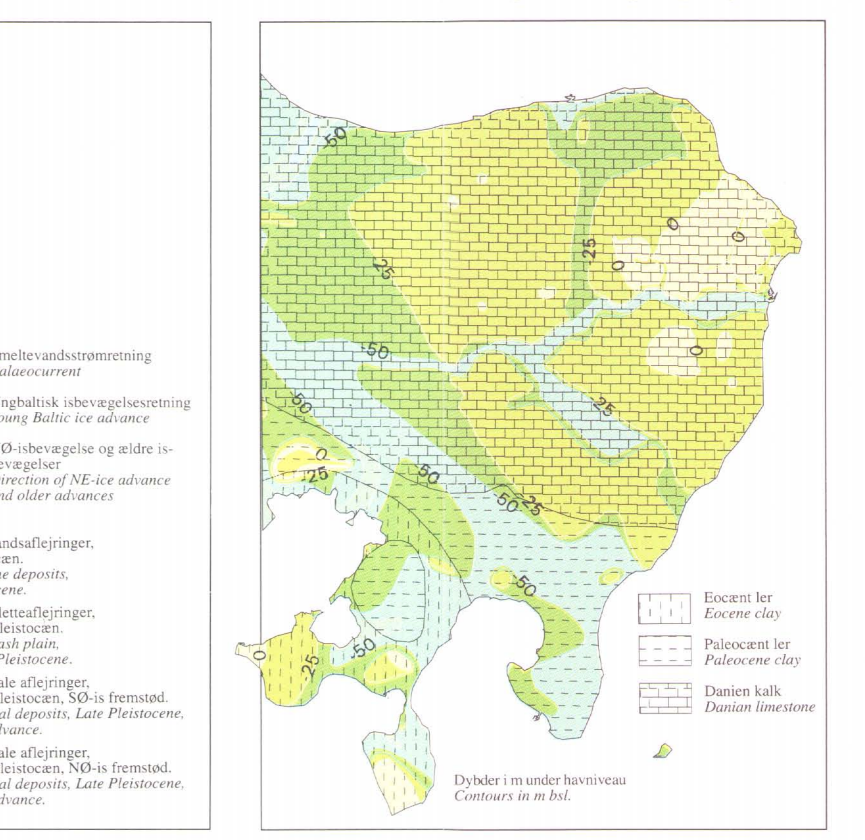 meltevandsstrømretning
alaeocurrent
ngbaltisk isbevægelsesretning
oung Baltic ice advance
Ø-isbevægelse og ældre is-
evægelser
irection of NE-ice advance
nd older advances
andsaflejringer,
cæn.
ne deposits,
cene.
letteaflejringer,
leistocæn.
ash plain,
Pleistocene.
ale aflejringer,
leistocæn, SØ-is fremstød.
al deposits, Late Pleistocene,
dvance.
ale aflejringer,
leistocæn, NØ-is fremstød.
al deposits, Late Pleistocene,
dvance.
-50
0
0
-25
0
-25
-50
0
-50
-25
0
-25
-50
-25
-50
-50
0
-25
-50
Eocænt ler
Eocene clay
Paleocænt ler
Paleocene clay
Danien kalk
Danian limestone
Dybder i m under havniveau
Contours in m bsl.